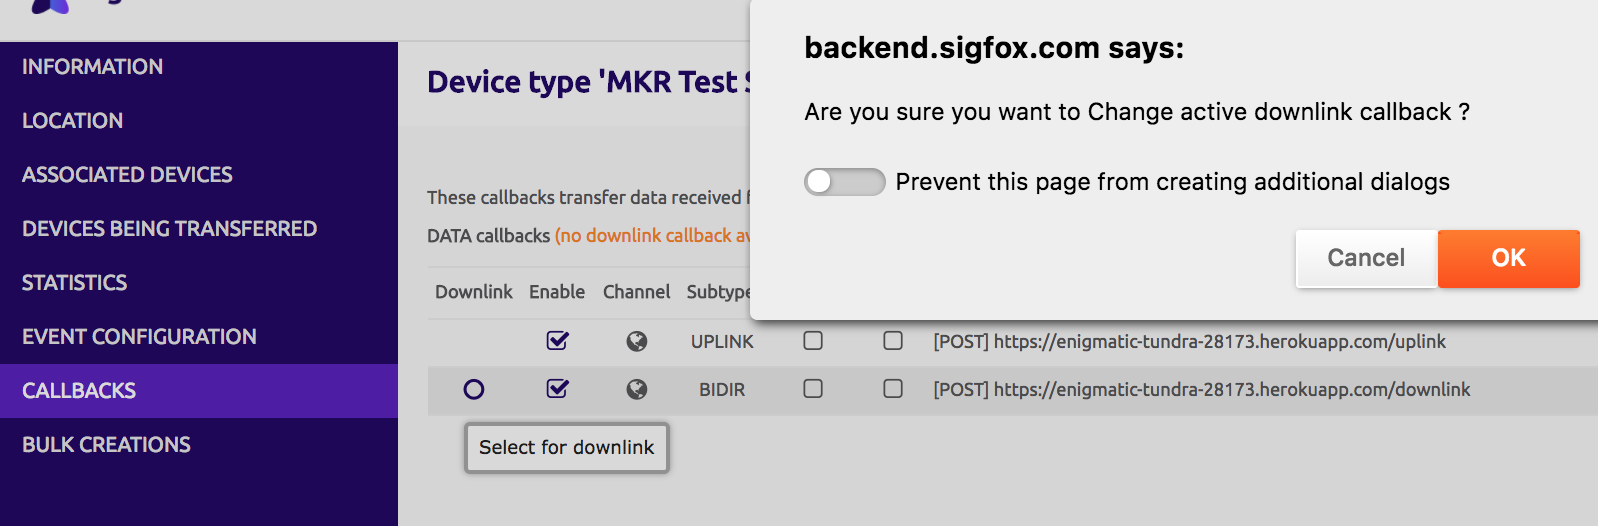 INFORMATION
LOCATION
ASSOCIATED DEVICES
DEVICES BEING TRANSFERRED
STATISTICS
EVENT CONFIGURATION
CALLBACKS
BULK CREATIONS
Device type 'MKR Test
These callbacks transfer data received
DATA callbacks (no downlink callback
Downlink Enable Channel Subtype
UPLINK [POST] https://enigmatic-tundra-28173.herokuapp.com/uplink
BIDIR [POST] https://enigmatic-tundra-28173.herokuapp.com/downlink
Select for downlink
backend.sigfox.com says:
Are you sure you want to Change active downlink callback ?
Prevent this page from creating additional dialogs
Cancel OK